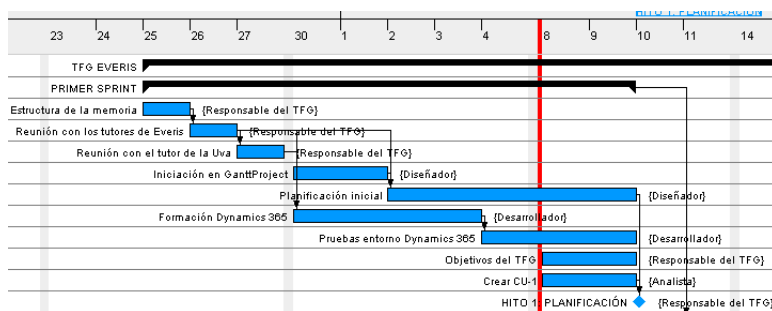 HITO 1: PLANIFICACIÓN
23 24 25 26 27 30 1 2 3 4 8 9 10 11 14
TFG EVERIS
PRIMER SPRINT
Estructura de la memoria {Responsable del TFG}
Reunión con los tutores de Everis {Responsable del TFG}
Reunión con el tutor de la Uva {Responsable del TFG}
Iniciación en GanttProject {Diseñador}
Planificación inicial {Diseñador}
Formación Dynamics 365 {Desarrollador}
Pruebas entorno Dynamics 365 {Desarrollador}
Objetivos del TFG {Responsable del TFG}
Crear CU-1 {Analista}
HITO 1: PLANIFICACIÓN {Responsable del TFG}